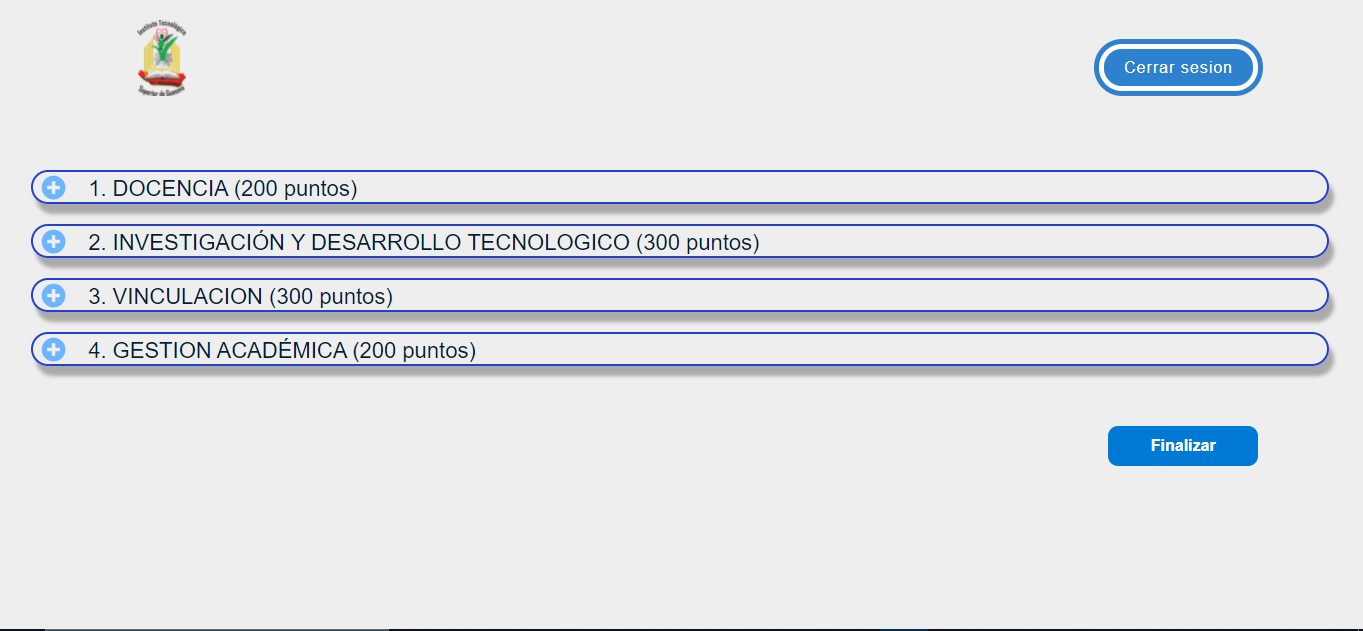 Instituto Tecnológico
Superior de
Cerrar sesion
1. DOCENCIA (200 puntos)
2. INVESTIGACIÓN Y DESARROLLO TECNOLOGICO (300 puntos)
3. VINCULACION (300 puntos)
4. GESTION ACADÉMICA (200 puntos)
Finalizar